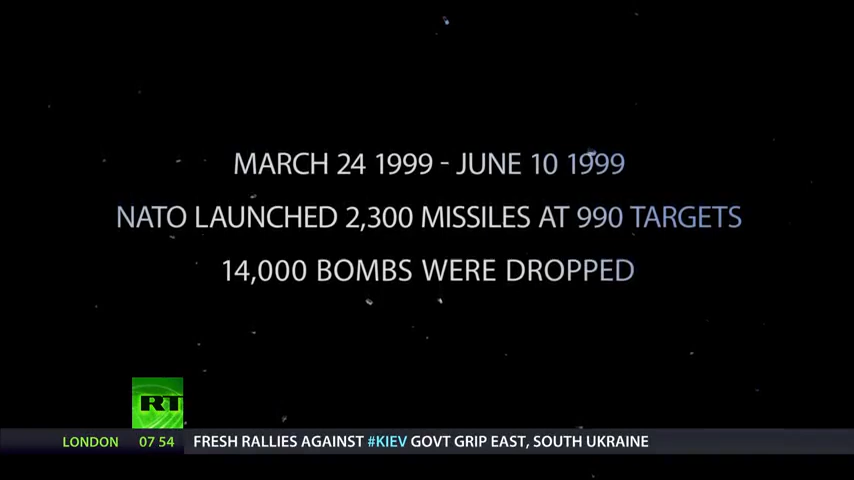 MARCH 24 1999 - JUNE 10 1999
NATO LAUNCHED 2,300 MISSILES AT 990 TARGETS
14,000 BOMBS WERE DROPPED
RT
LONDON 07 54 FRESH RALLIES AGAINST #KIEV GOVT GRIP EAST, SOUTH UKRAINE